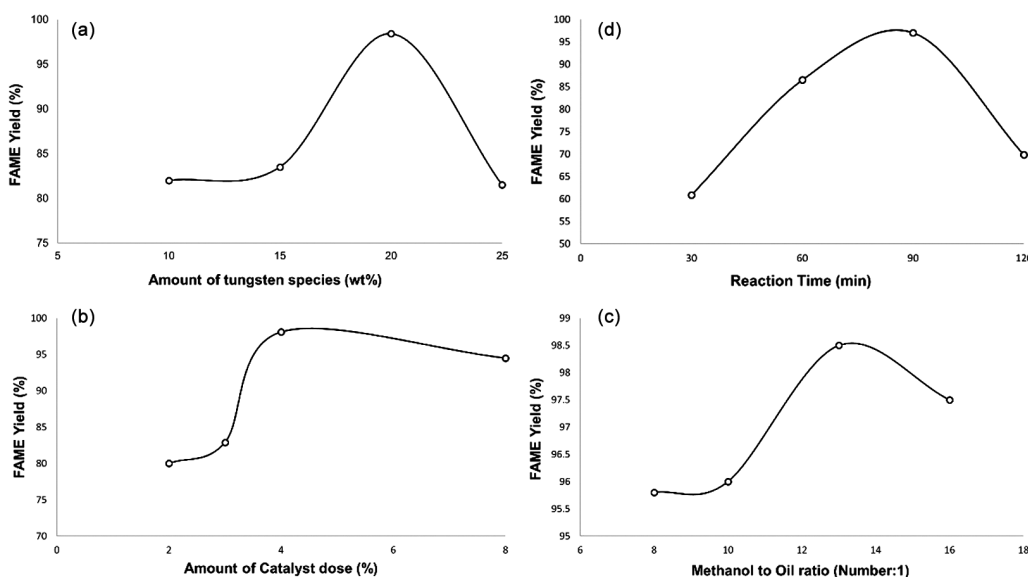 (a)
FAME Yield (%)
100
95
90
85
80
75
5 10 15 20 25
Amount of tungsten species (wt%)
(d)
FAME Yield (%)
100
95
90
85
80
75
70
65
60
55
50
0 30 60 90 120
Reaction Time (min)
(b)
FAME Yield (%)
100
95
90
85
80
70
0 2 4 6 8
Amount of Catalyst dose (%)
(c)
FAME Yield (%)
99
98.5
98
97.5
97
96.5
96
95.5
95
6 8 10 12 14 16 18
Methanol to Oil ratio (Number:1)